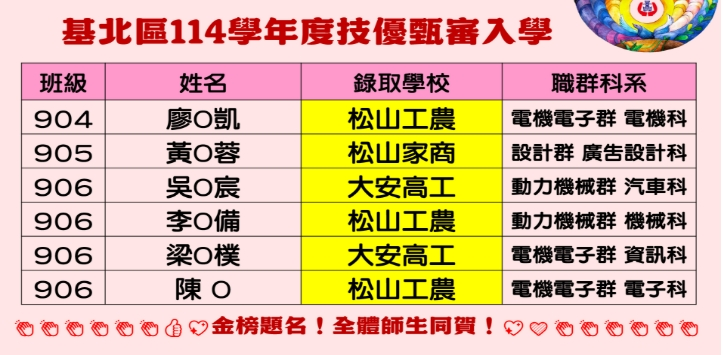 基北區114學年度技優甄審入學
班級 姓名 錄取學校 職群科系
904 廖O凱 松山工農 電機電子群 電機科
905 黃O蓉 松山家商 設計群 廣告設計科
906 吳O宸 大安高工 動力機械群 汽車科
906 李O備 松山工農 動力機械群 機械科
906 梁O樸 大安高工 電機電子群 資訊科
906 陳 O 松山工農 電機電子群 電子科
金榜題名！全體師生同賀！